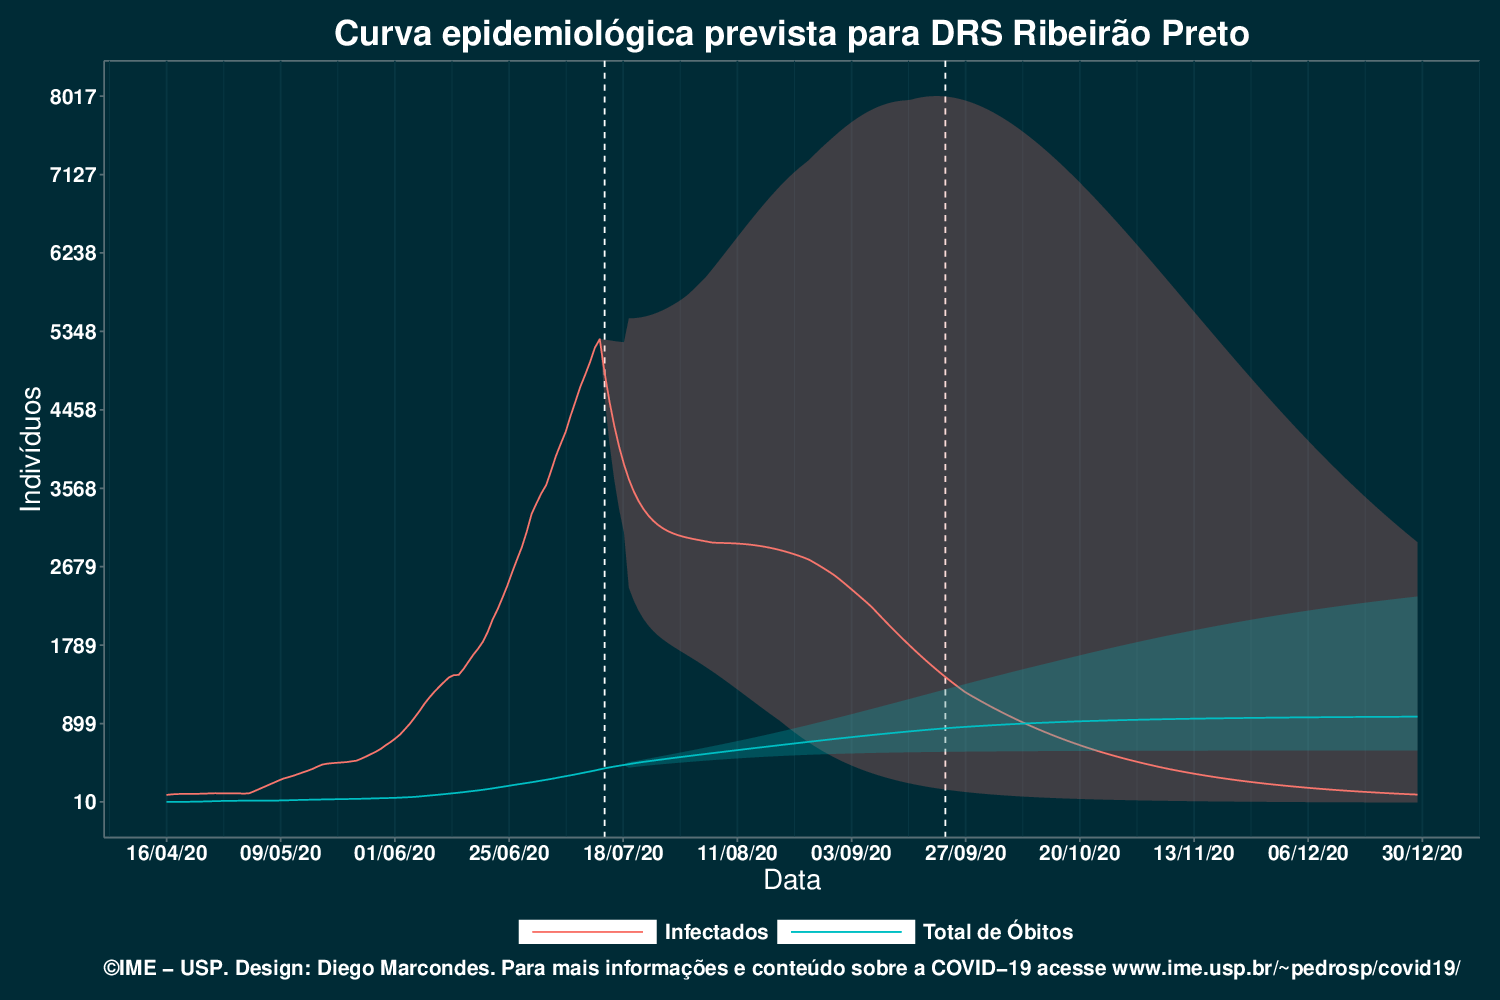 Curva epidemiológica prevista para DRS Ribeirão Preto
8017
7127
6238
5348
4458
3568
2679
1789
899
10
Indivíduos
16/04/20 09/05/20 01/06/20 25/06/20 18/07/20 11/08/20 03/09/20 27/09/20 20/10/20 13/11/20 06/12/20 30/12/20
Data
Infectados Total de Óbitos
©IME − USP. Design: Diego Marcondes. Para mais informações e conteúdo sobre a COVID−19 acesse www.ime.usp.br/~pedrosp/covid19/